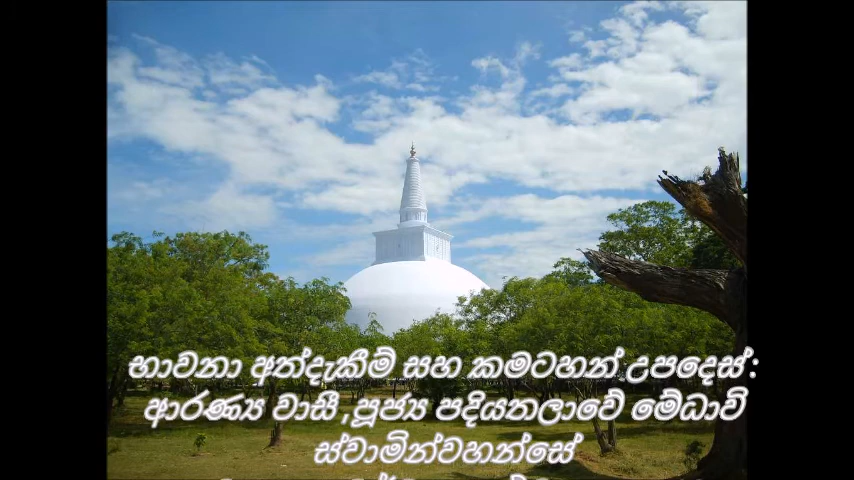 භාවනා අත්දැකීම් සහ කමටහන් උපදෙස්:
ආරණ්‍ය වාසී ,පූජ්‍ය පදියතලාවේ මේධාවි
ස්වාමින්වහන්සේ